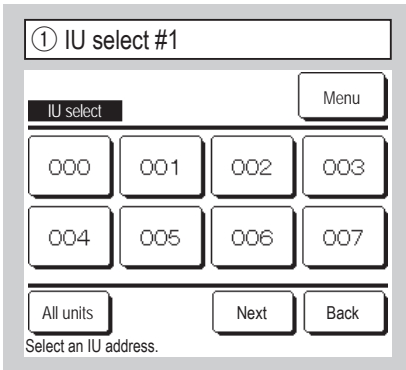 ① IU select #1
Menu
IU select
000 001 002 003
004 005 006 007
All units Next Back
Select an IU address.